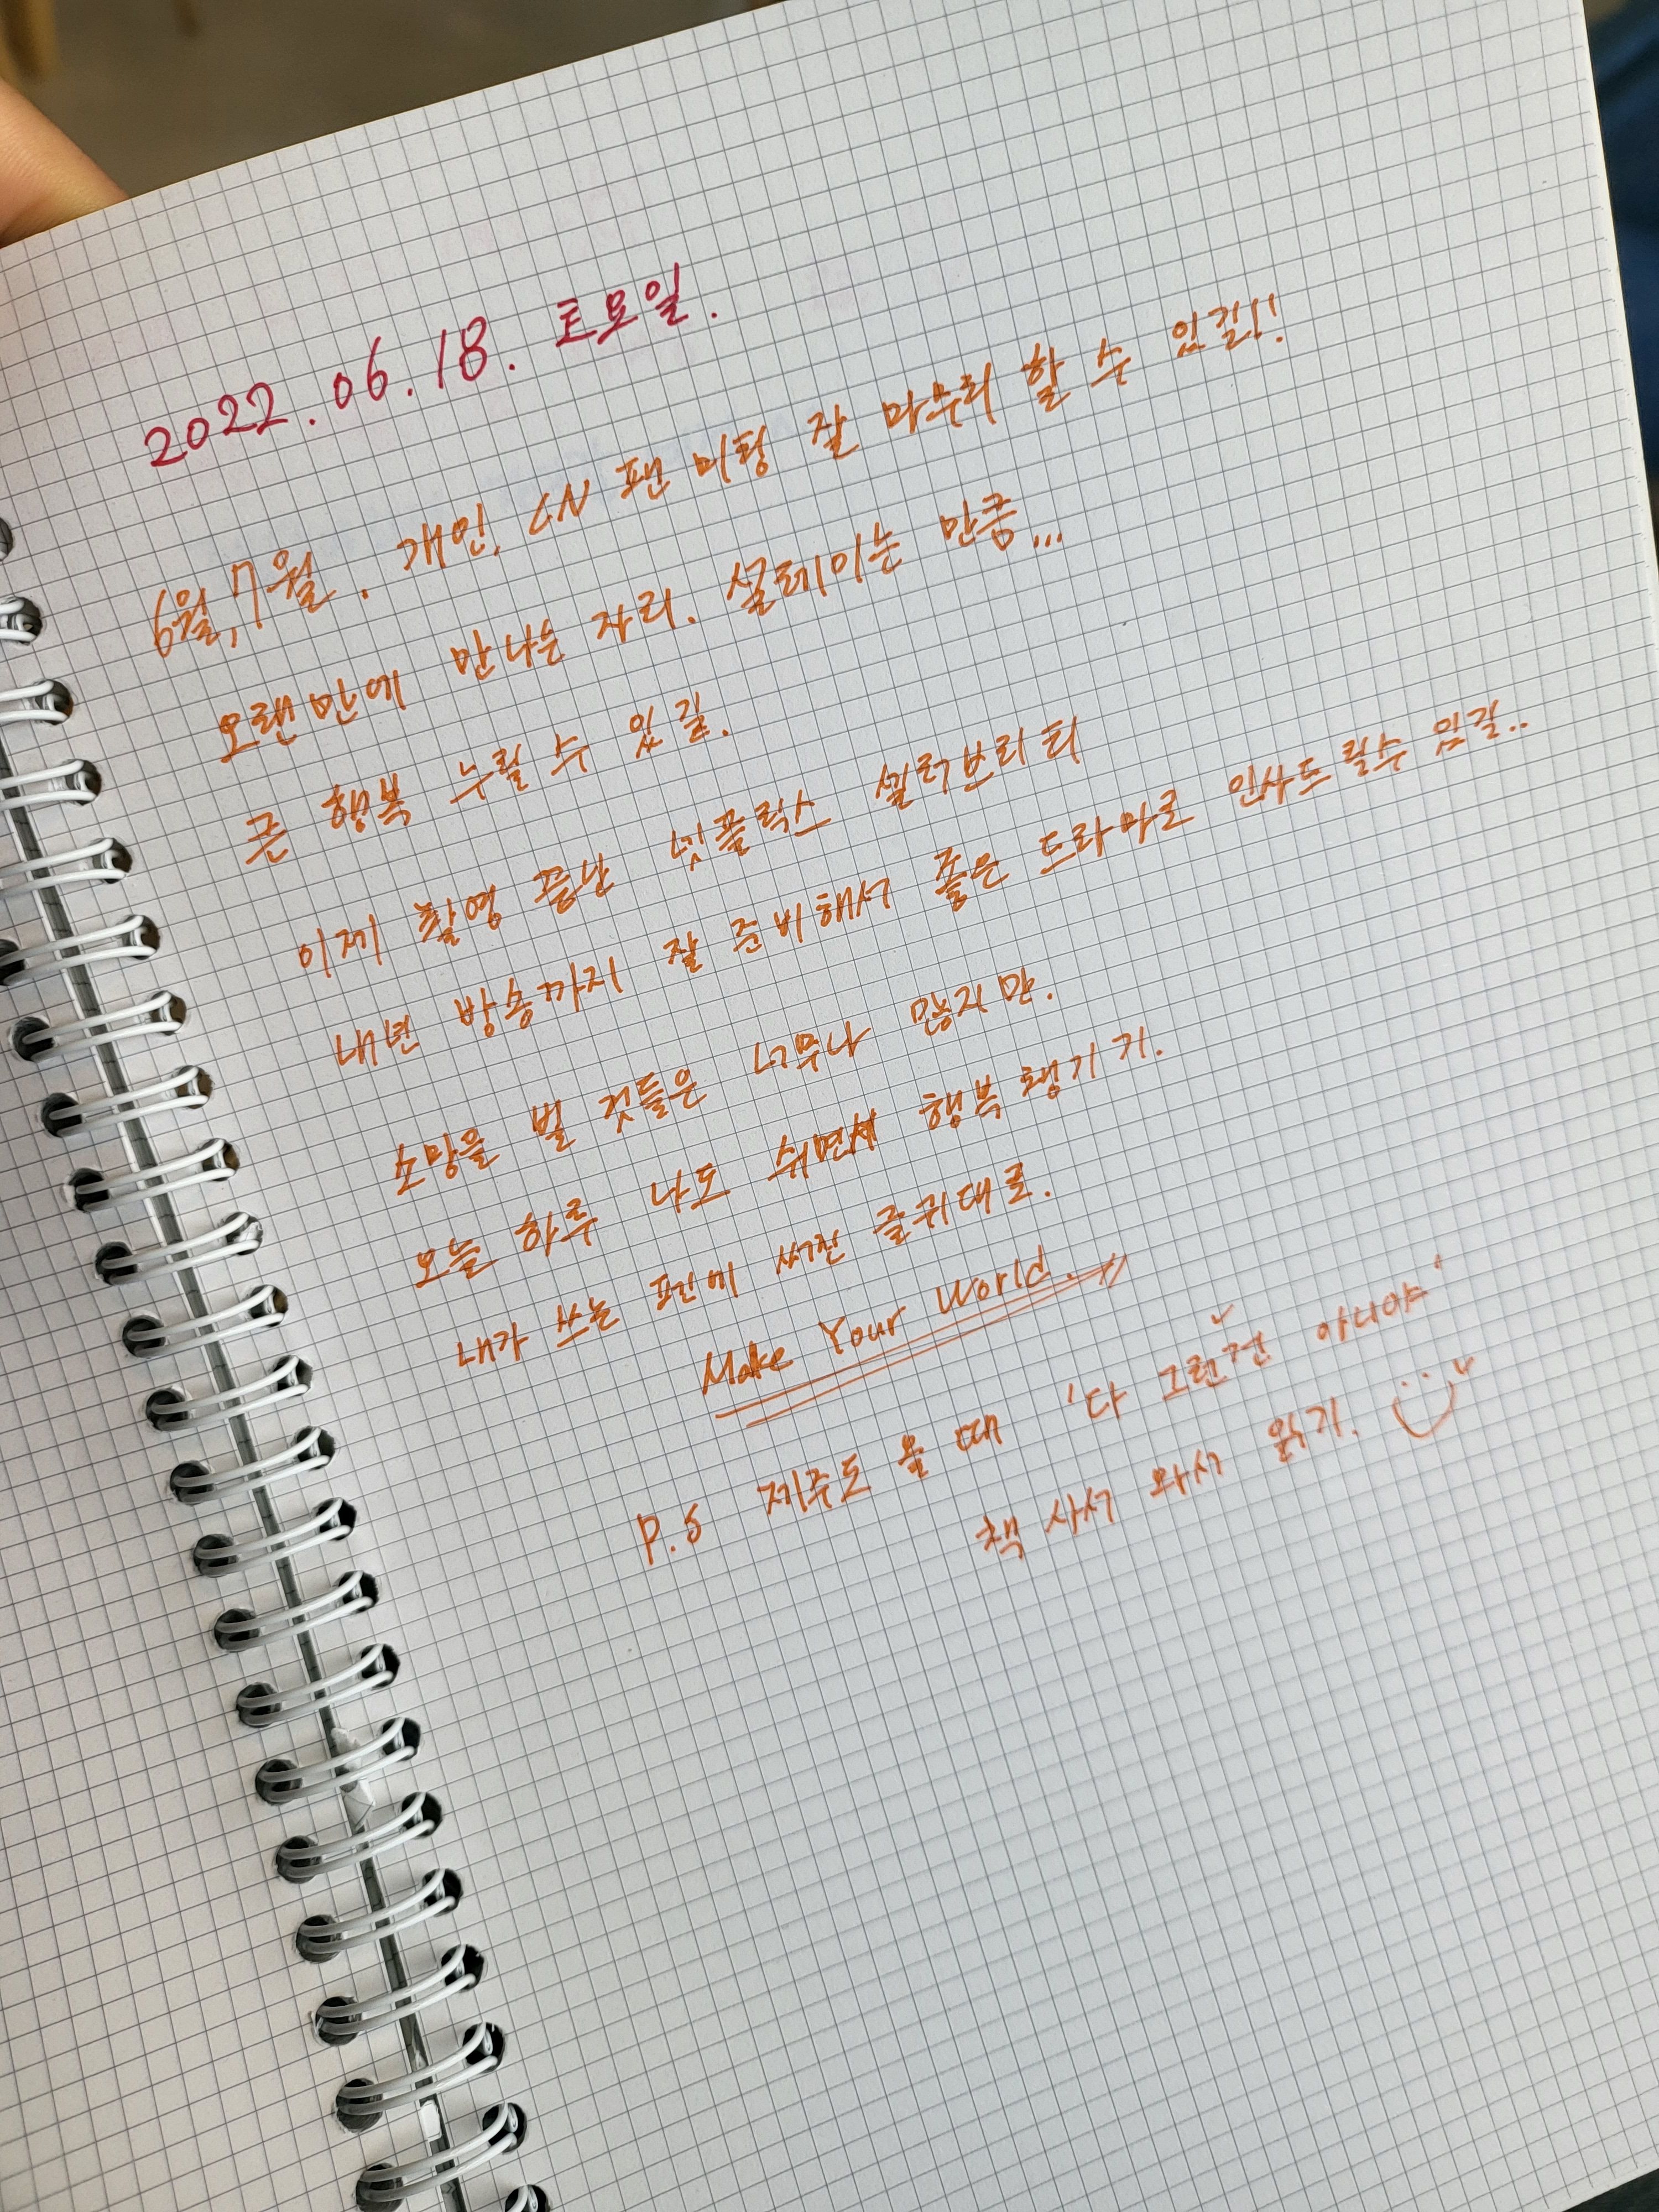 2022.06.18. 토요일.
6월,7월. 개인, CN 팬미팅 잘 마무리 할 수 있길!!
오랜만에 만나는 자리. 설레이는 만큼...
큰 행복 누릴 수 있길.
이제 촬영 끝난 넷플릭스 셀러브리티
내년 방송까지 잘 준비해서 좋은 드라마로 인사드릴수 있길..
소망을 빌 것들은 너무나 많지만.
오늘 하루 나도 쉬면서 행복 챙기기.
내가 쓰는 펜에 써진 글귀대로.
Make Your World.
P.S 제주도 올 때 '다 그런 건 아니야'
책 사서 와서 읽기.